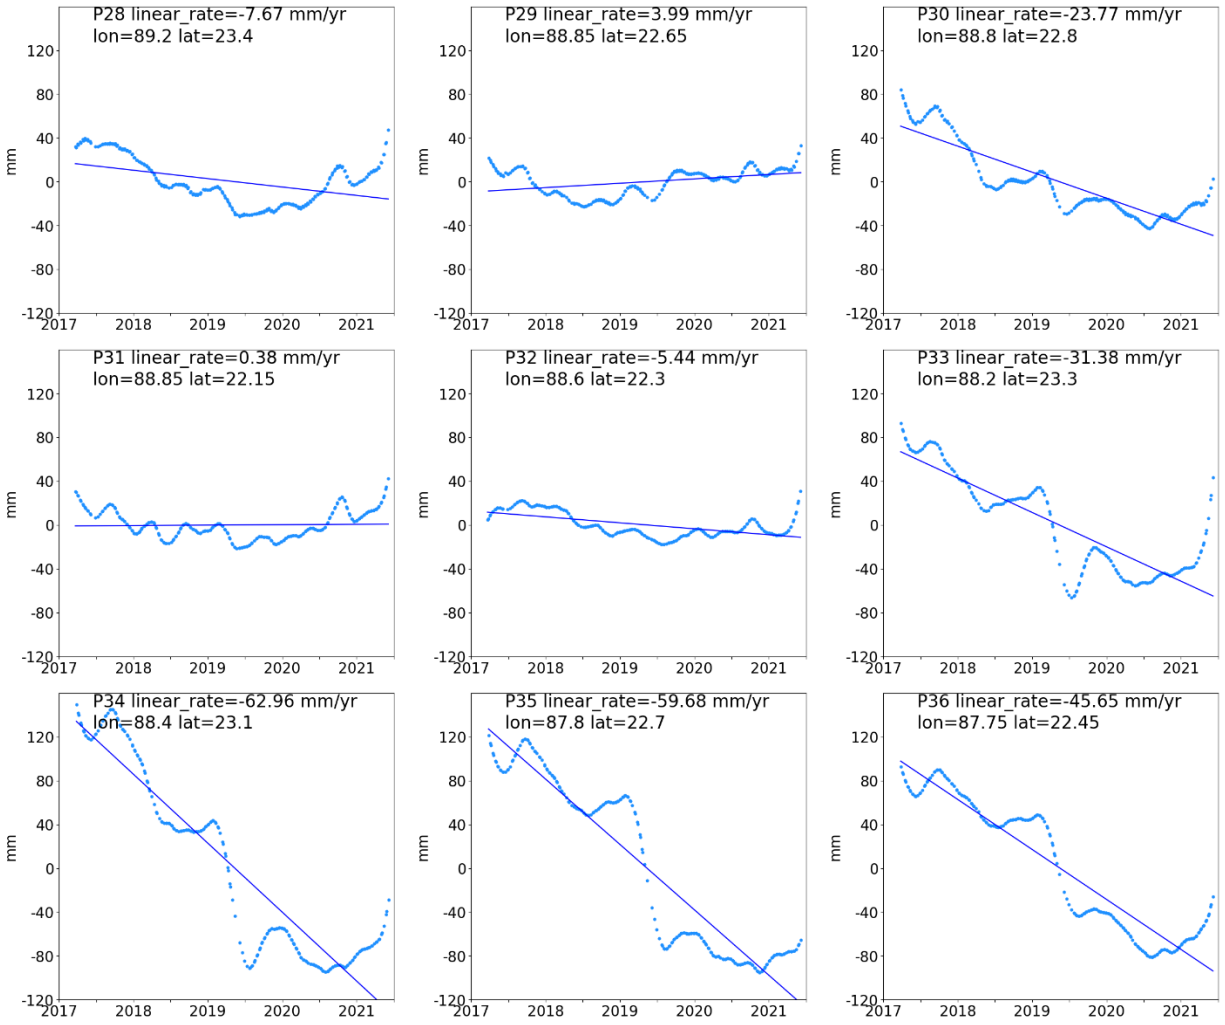 P28 linear_rate=-7.67 mm/yr
lon=89.2 lat=23.4
120
80
40
0
-40
-80
-120
mm
2017 2018 2019 2020 2021
P29 linear_rate=3.99 mm/yr
lon=88.85 lat=22.65
120
80
40
0
-40
-80
-120
mm
2017 2018 2019 2020 2021
P30 linear_rate=-23.77 mm/yr
lon=88.8 lat=22.8
120
80
40
0
-40
-80
-120
mm
2017 2018 2019 2020 2021
P31 linear_rate=0.38 mm/yr
lon=88.85 lat=22.15
120
80
40
0
-40
-80
-120
mm
2017 2018 2019 2020 2021
P32 linear_rate=-5.44 mm/yr
lon=88.6 lat=22.3
120
80
40
0
-40
-80
-120
mm
2017 2018 2019 2020 2021
P33 linear_rate=-31.38 mm/yr
lon=88.2 lat=23.3
120
80
40
0
-40
-80
-120
mm
2017 2018 2019 2020 2021
P34 linear_rate=-62.96 mm/yr
lon=88.4 lat=23.1
120
80
40
0
-40
-80
-120
mm
2017 2018 2019 2020 2021
P35 linear_rate=-59.68 mm/yr
lon=87.8 lat=22.7
120
80
40
0
-40
-80
-120
mm
2017 2018 2019 2020 2021
P36 linear_rate=-45.65 mm/yr
lon=87.75 lat=22.45
120
80
40
0
-40
-80
-120
mm
2017 2018 2019 2020 2021